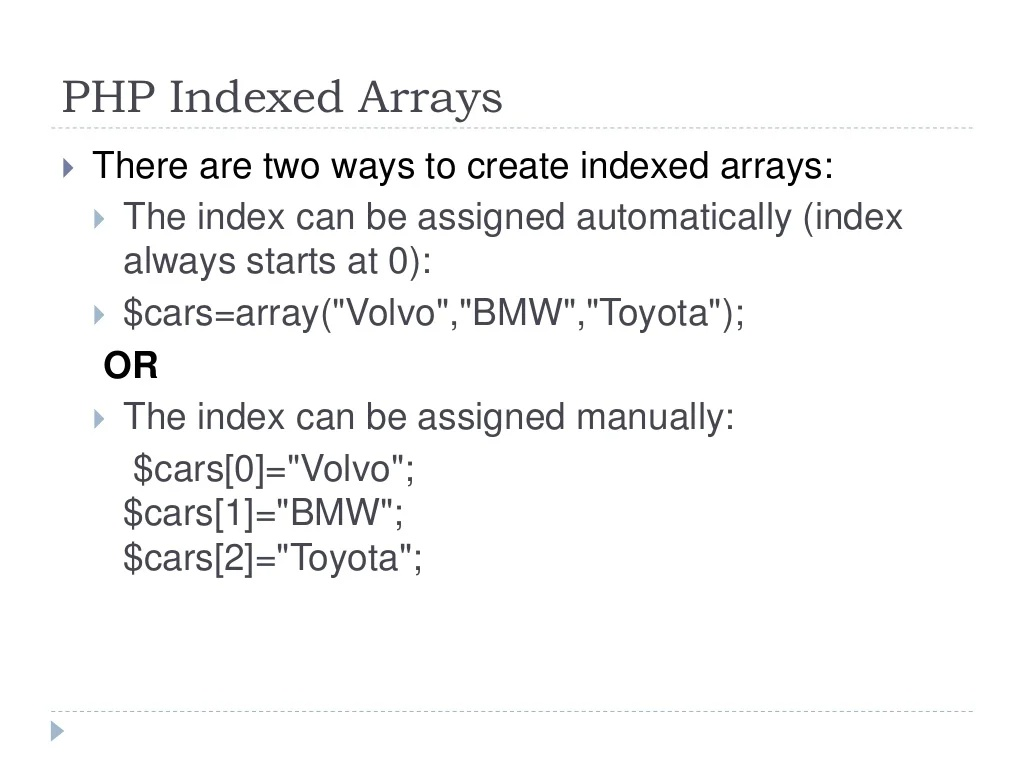 PHP Indexed Arrays
There are two ways to create indexed arrays:
The index can be assigned automatically (index
always starts at 0):
$cars=array("Volvo","BMW","Toyota");
OR
The index can be assigned manually:
$cars[0]="Volvo";
$cars[1]="BMW";
$cars[2]="Toyota";